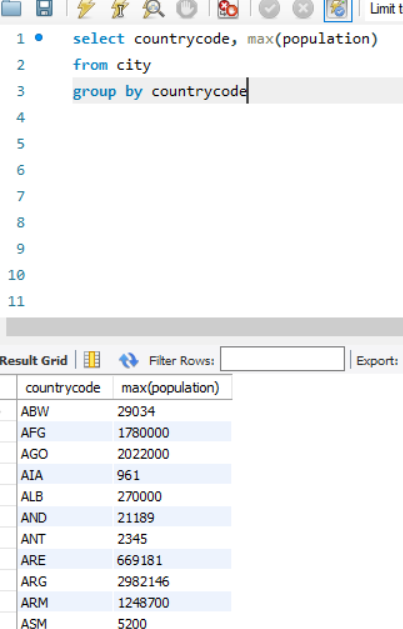 Limit t
1 select countrycode, max(population)
2 from city
3 group by countrycode
4
5
6
7
8
9
10
11
Result Grid Filter Rows: Export:
countrycode max(population)
ABW 29034
AFG 1780000
AGO 2022000
AIA 961
ALB 270000
AND 21189
ANT 2345
ARE 669181
ARG 2982146
ARM 1248700
ASM 5200